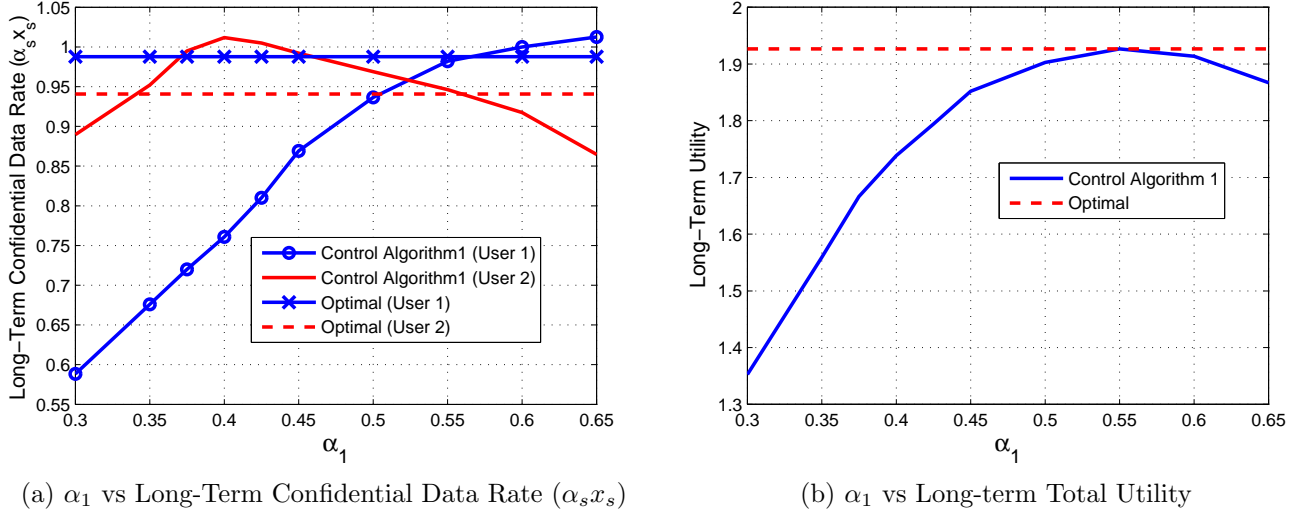 1.05
1
0.95
0.9
0.85
0.8
0.75
0.7
0.65
0.6
0.55
Long−Term Confidential Data Rate (α_s x_s)
0.3 0.35 0.4 0.45 0.5 0.55 0.6 0.65
α_1
Control Algorithm1 (User 1)
Control Algorithm1 (User 2)
Optimal (User 1)
Optimal (User 2)
(a) α_1 vs Long-Term Confidential Data Rate (α_s x_s)
2
1.9
1.8
1.7
1.6
1.5
1.4
1.3
Long−Term Utility
0.3 0.35 0.4 0.45 0.5 0.55 0.6 0.65
α_1
Control Algorithm 1
Optimal
(b) α_1 vs Long-term Total Utility